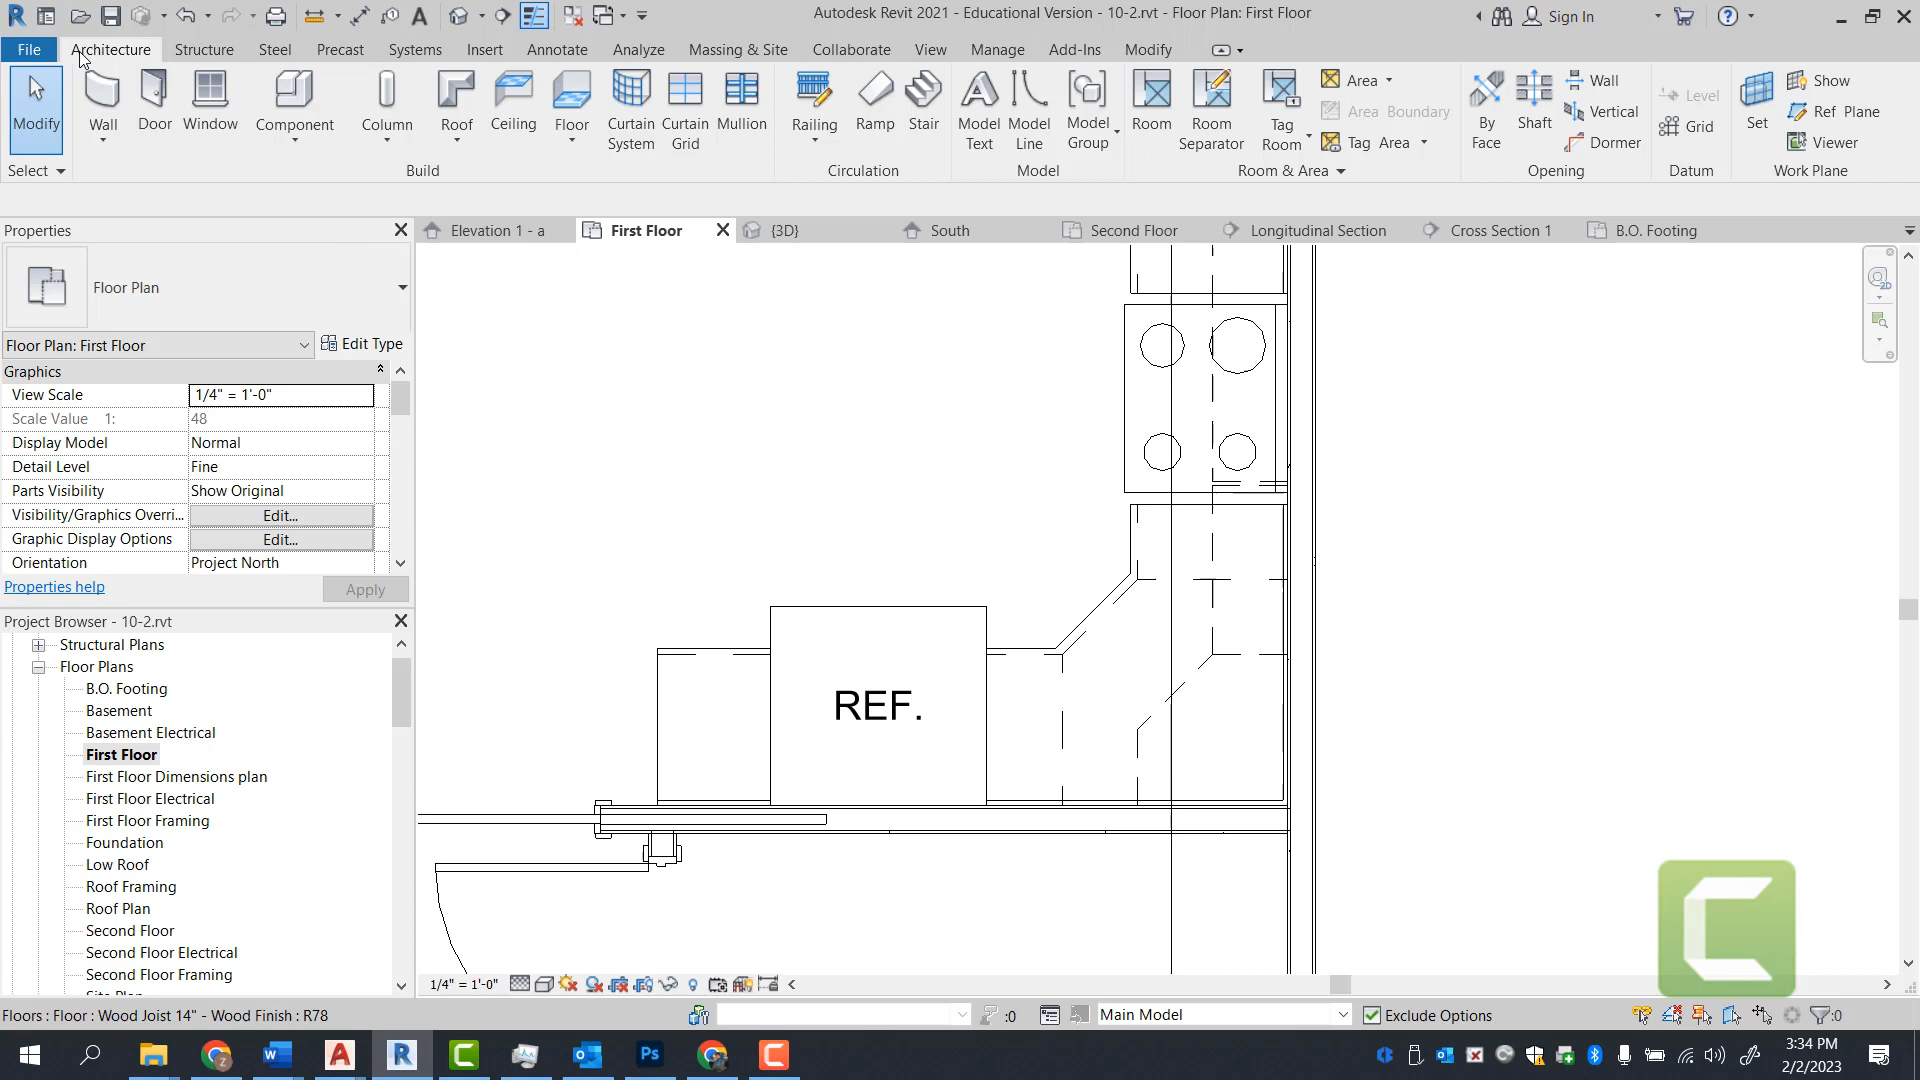 Autodesk Revit 2021 - Educational Version - 10-2.rvt - Floor Plan: First Floor
Sign In
File Architecture Structure Steel Precast Systems Insert Annotate Analyze Massing & Site Collaborate View Manage Add-Ins Modify
Modify
Wall
Door
Window
Component
Column
Roof
Ceiling
Floor
Curtain System
Curtain Grid
Mullion
Railing
Ramp
Stair
Model Text
Model Line
Model Group
Room
Room Separator
Tag Room
Area
Area Boundary
Tag Area
By Face
Shaft
Wall
Vertical
Dormer
Level
Grid
Set
Show
Ref Plane
Viewer
Select Build Circulation Model Room & Area Opening Datum Work Plane
Properties
Elevation 1 - a First Floor {3D} South Second Floor Longitudinal Section Cross Section 1 B.O. Footing
Floor Plan
Floor Plan: First Floor Edit Type
Graphics
View Scale 1/4" = 1'-0"
Scale Value 1: 48
Display Model Normal
Detail Level Fine
Parts Visibility Show Original
Visibility/Graphics Overri... Edit...
Graphic Display Options Edit...
Orientation Project North
Properties help Apply
Project Browser - 10-2.rvt
Structural Plans
Floor Plans
B.O. Footing
Basement
Basement Electrical
First Floor
First Floor Dimensions plan
First Floor Electrical
First Floor Framing
Foundation
Low Roof
Roof Framing
Roof Plan
Second Floor
Second Floor Electrical
Second Floor Framing
REF.
2D
1/4" = 1'-0"
Floors : Floor : Wood Joist 14" - Wood Finish : R78
:0
Main Model
Exclude Options
:0
3:34 PM
2/2/2023